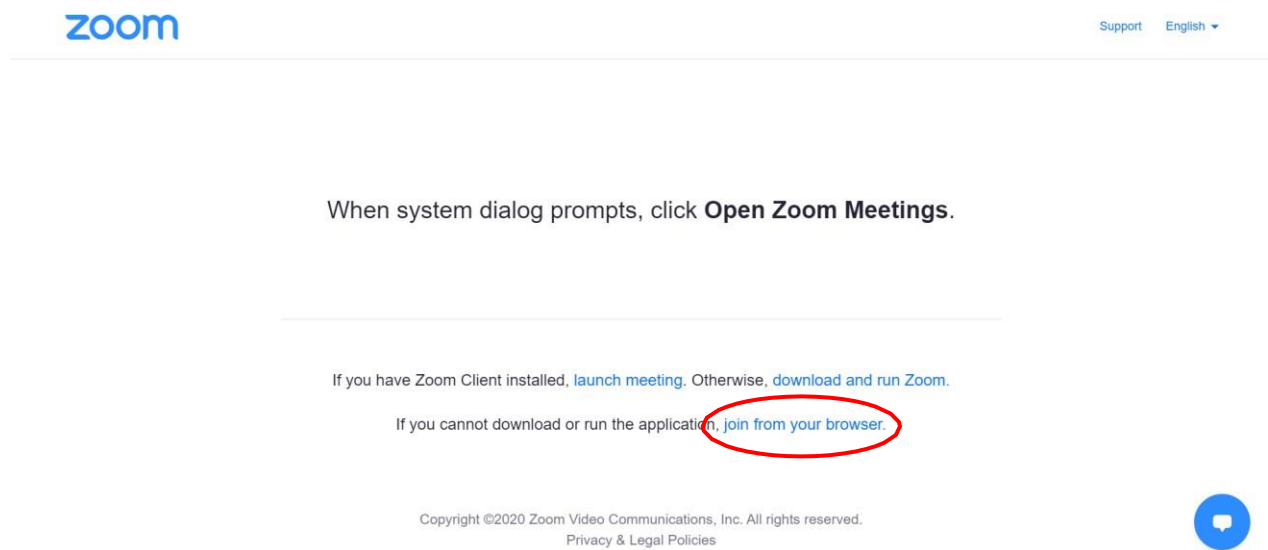 zoom
Support English
When system dialog prompts, click Open Zoom Meetings.
If you have Zoom Client installed, launch meeting. Otherwise, download and run Zoom.
If you cannot download or run the application, join from your browser.
Copyright ©2020 Zoom Video Communications, Inc. All rights reserved.
Privacy & Legal Policies